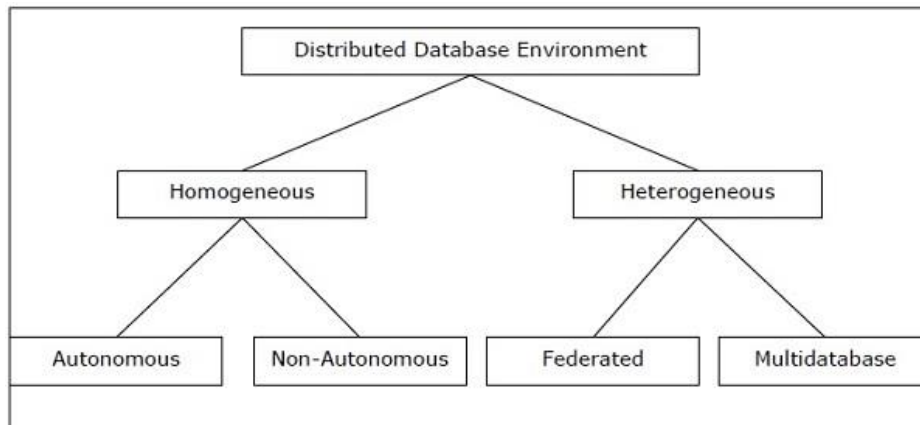 Distributed Database Environment
Homogeneous
Heterogeneous
Autonomous
Non-Autonomous
Federated
Multidatabase